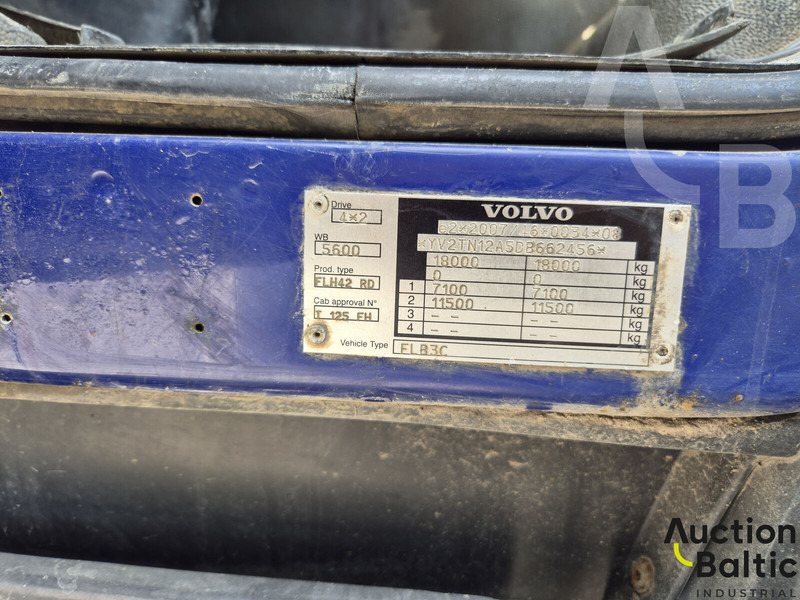 Drive
4×2
WB
5600
Prod. type
FLH42 RD
Cab approval N°
T 125 FH
VOLVO
e2*2007/46*0034*08
*YV2TN12A5DB662456*
18000 18000 kg
0 0 kg
1 7100 7100 kg
2 11500 11500 kg
3 -- -- kg
4 -- -- kg
Vehicle Type FLB3C
A
B
Auction
Baltic
INDUSTRIAL